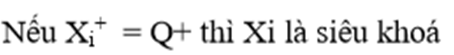 Nếu Xᵢ⁺ = Q+ thì Xi là siêu khoá